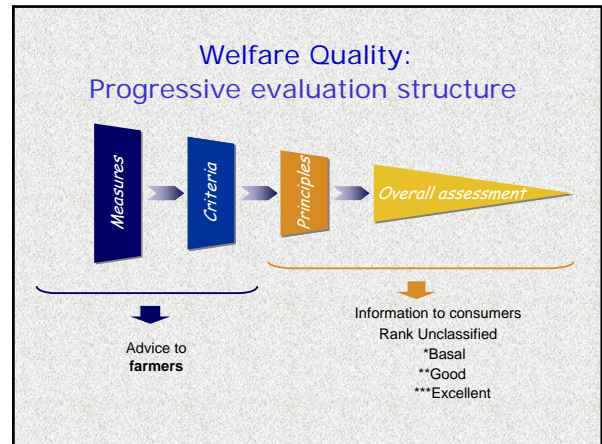 Welfare Quality:
Progressive evaluation structure
Measures
Criteria
Principles
Overall assessment
Advice to
farmers
Information to consumers
Rank Unclassified
*Basal
**Good
***Excellent